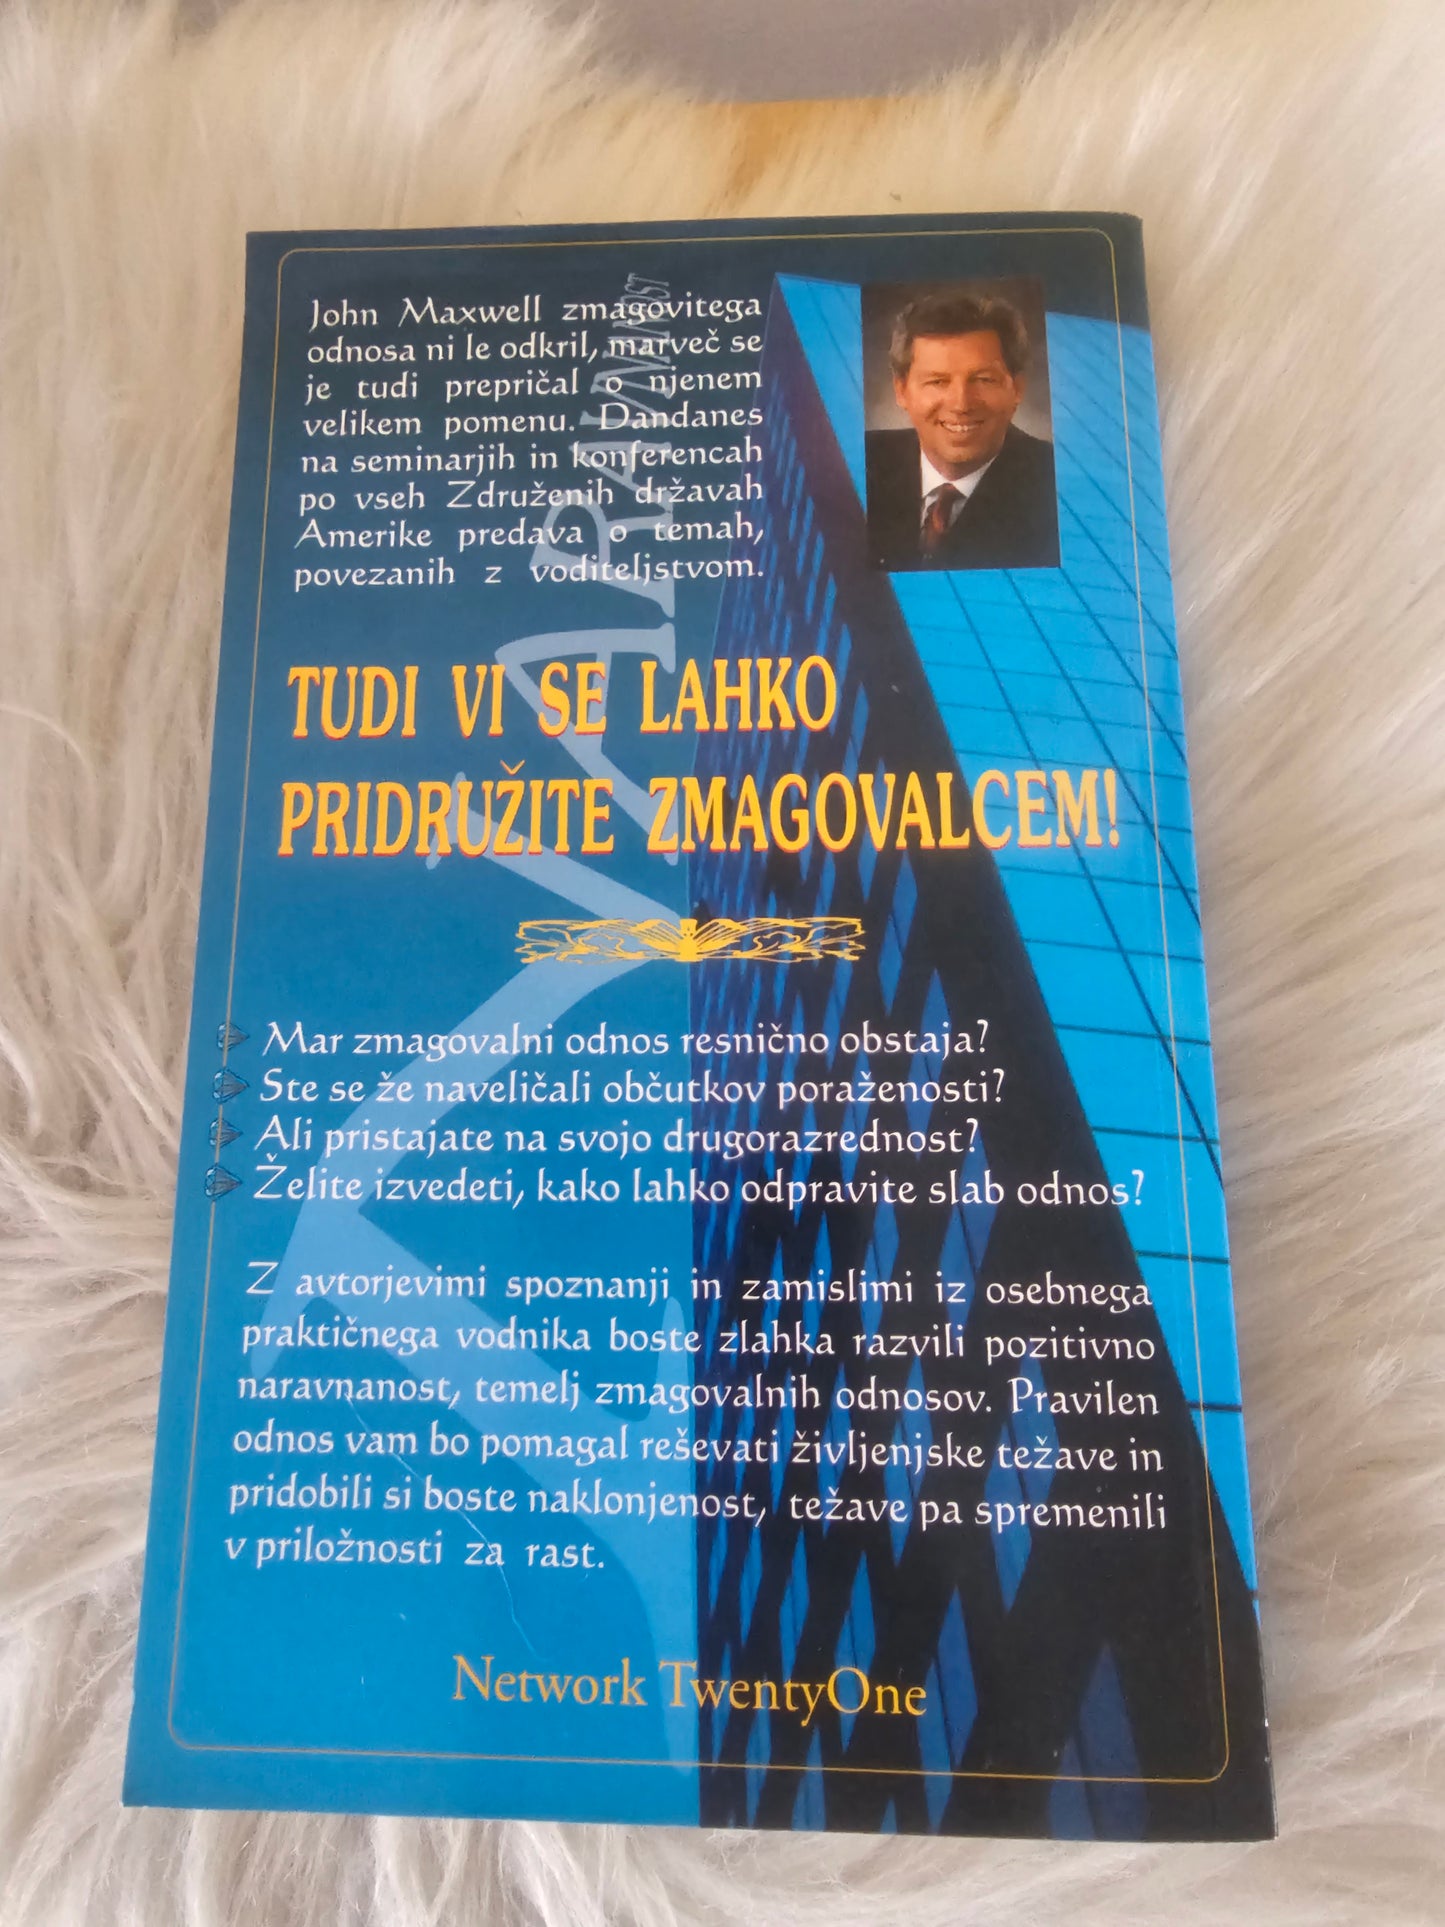 John Maxwell zmagovitega
odnosa ni le odkril, marveč se
je tudi prepričal o njenem
velikem pomenu. Dandanes
na seminarjih in konferencah
po vseh Združenih državah
Amerike predava o temah,
povezanih z voditeljstvom.
TUDI VI SE LAHKO
PRIDRUŽITE ZMAGOVALCEM!
Mar zmagovalni odnos resnično obstaja?
Ste se že naveličali občutkov poraženosti?
Ali pristajate na svojo drugorazrednost?
Želite izvedeti, kako lahko odpravite slab odnos?
Z avtorjevimi spoznanji in zamislimi iz osebnega
praktičnega vodnika boste zlahka razvili pozitivno
naravnanost, temelj zmagovalnih odnosov. Pravilen
odnos vam bo pomagal reševati življenjske težave in
pridobili si boste naklonjenost, težave pa spremenili
v priložnosti za rast.
Network TwentyOne